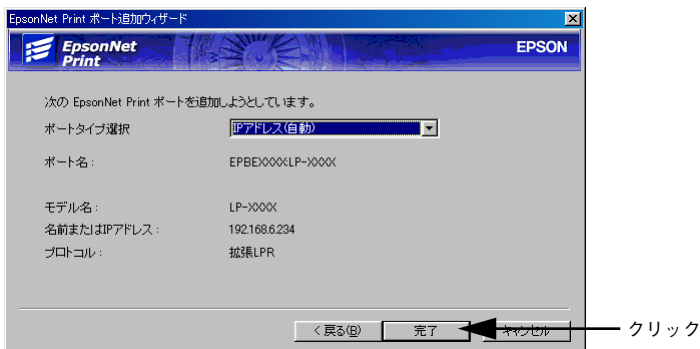 EpsonNet Print ポート追加ウィザード
EpsonNet
Print
EPSON
次の EpsonNet Print ポートを追加しようとしています。
ポートタイプ選択 IPアドレス(自動)
ポート名 : EPBEXXXX:LP-XXXX
モデル名 : LP-XXXX
名前またはIPアドレス : 192.168.6.234
プロトコル : 拡張LPR
< 戻る(B) 完了 キャンセル
クリック